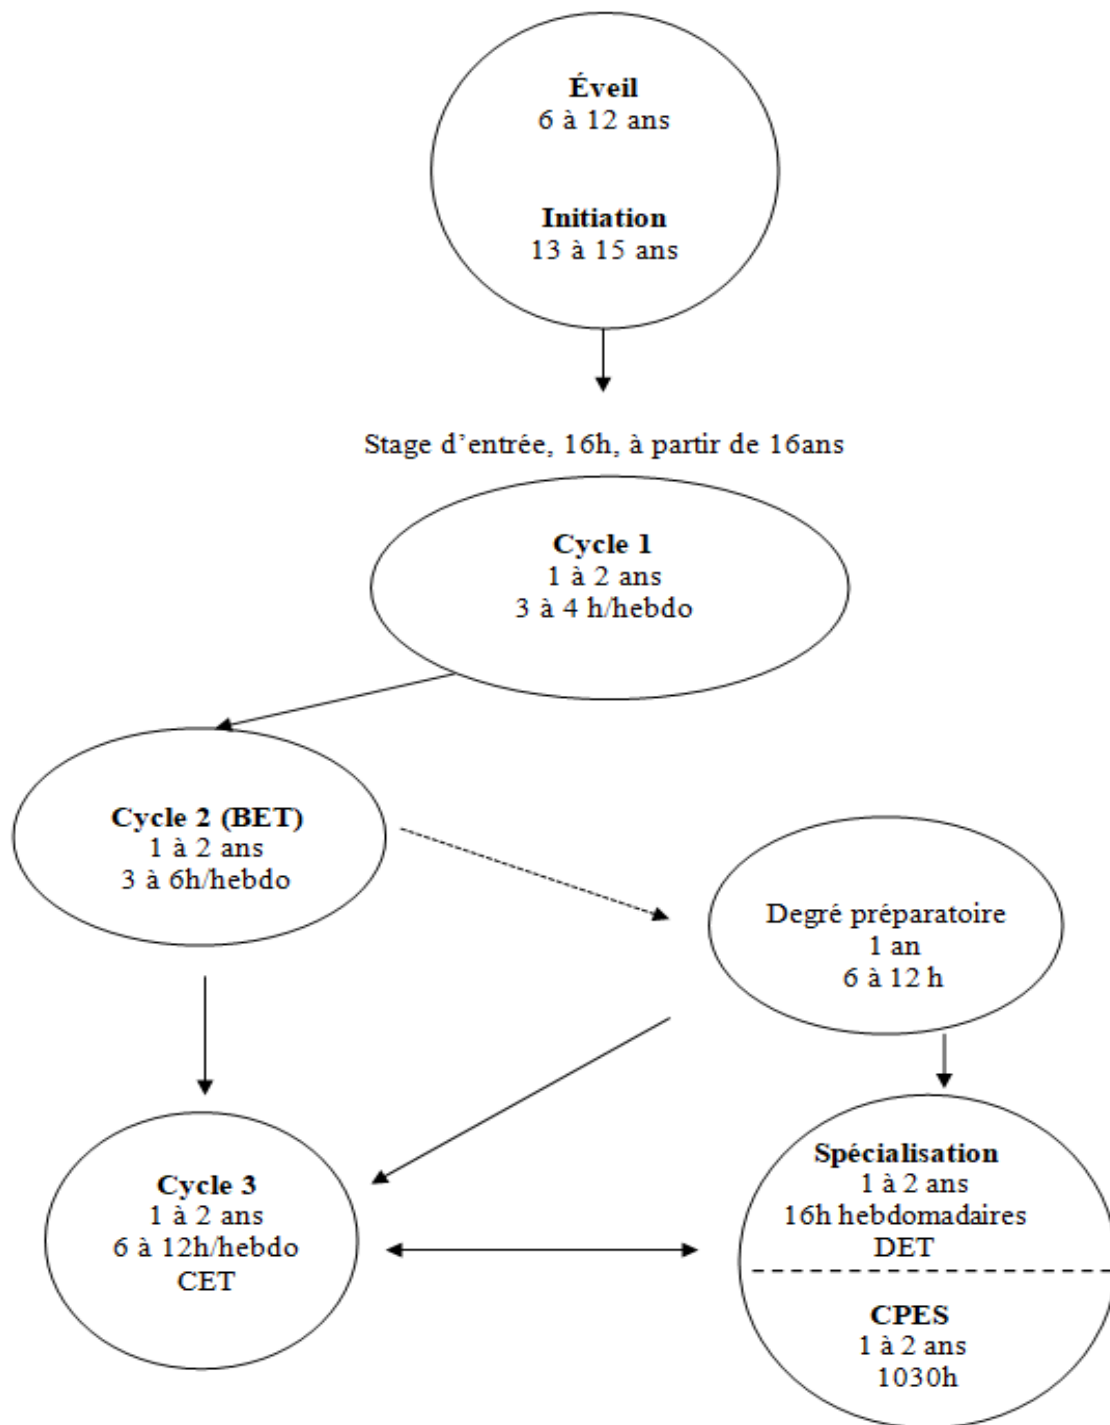 Éveil
6 à 12 ans
Initiation
13 à 15 ans
Stage d’entrée, 16h, à partir de 16ans
Cycle 1
1 à 2 ans
3 à 4 h/hebdo
Cycle 2 (BET)
1 à 2 ans
3 à 6h/hebdo
Degré préparatoire
1 an
6 à 12 h
Cycle 3
1 à 2 ans
6 à 12h/hebdo
CET
Spécialisation
1 à 2 ans
16h hebdomadaires
DET
CPES
1 à 2 ans
1030h